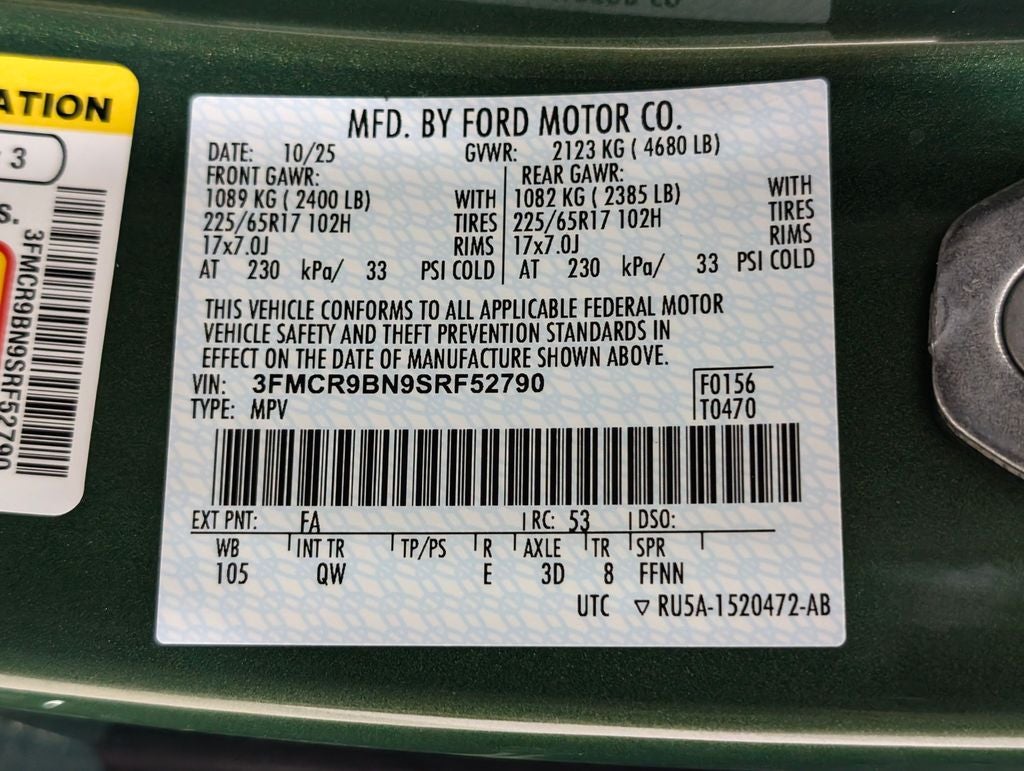 ATION
3
S.
3FMCR9BN9SRF52790
MFD. BY FORD MOTOR CO.
DATE: 10/25 GVWR: 2123 KG ( 4680 LB)
FRONT GAWR: REAR GAWR:
1089 KG ( 2400 LB) WITH 1082 KG ( 2385 LB) WITH
225/65R17 102H TIRES 225/65R17 102H TIRES
17x7.0J RIMS 17x7.0J RIMS
AT 230 kPa/ 33 PSI COLD AT 230 kPa/ 33 PSI COLD
THIS VEHICLE CONFORMS TO ALL APPLICABLE FEDERAL MOTOR
VEHICLE SAFETY AND THEFT PREVENTION STANDARDS IN
EFFECT ON THE DATE OF MANUFACTURE SHOWN ABOVE.
VIN: 3FMCR9BN9SRF52790 F0156
TYPE: MPV T0470
EXT PNT: FA RC: 53 DSO:
WB INT TR TP/PS R AXLE TR SPR
105 QW E 3D 8 FFNN
UTC ▽ RU5A-1520472-AB